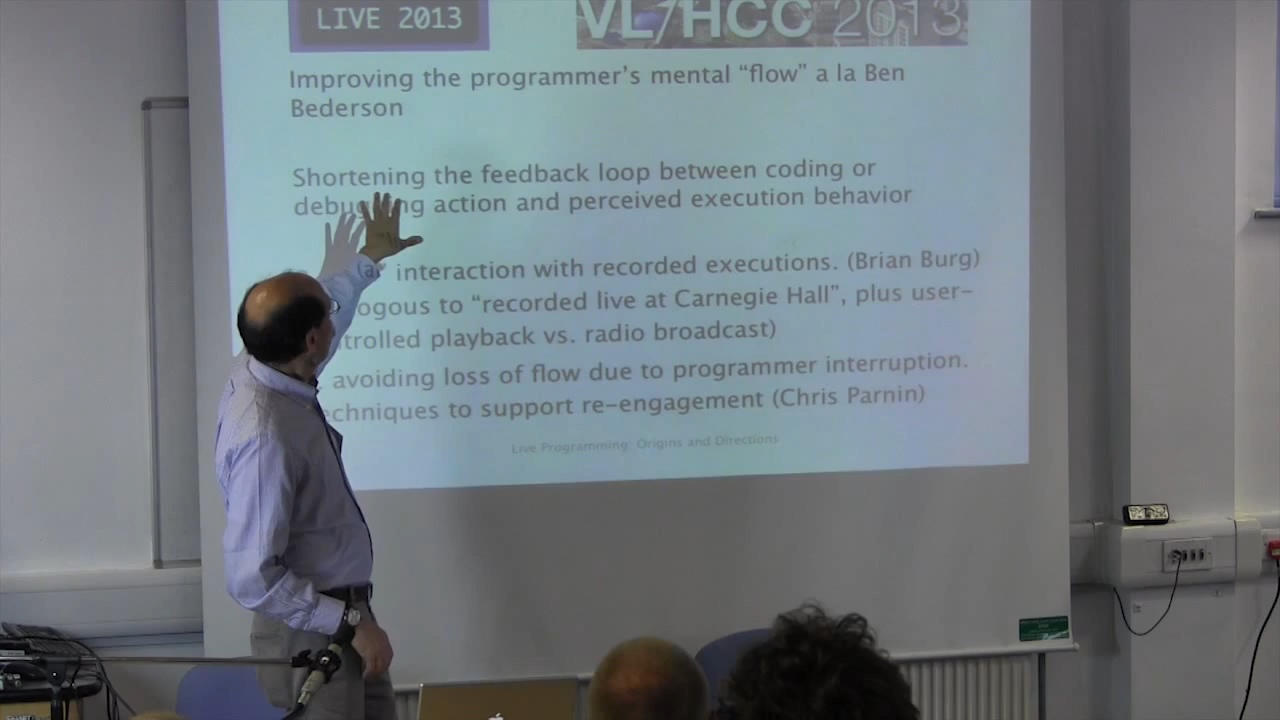 LIVE 2013
VL/HCC 2013
Improving the programmer's mental “flow” a la Ben
Bederson
Shortening the feedback loop between coding or
action and perceived execution behavior
interaction with recorded executions. (Brian Burg)
to “recorded live at Carnegie Hall”, plus user–
playback vs. radio broadcast)
avoiding loss of flow due to programmer interruption.
to support re–engagement (Chris Parnin)
Live Programming: Origins and Directions